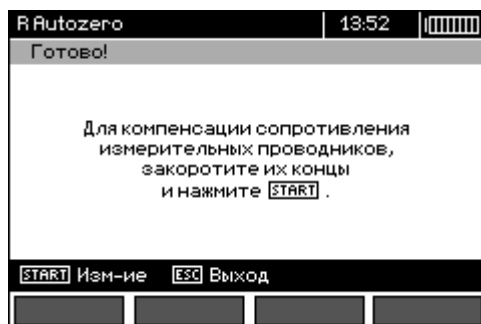 R Autozero 13:52
Готово!
Для компенсации сопротивления
измерительных проводников,
закоротите их концы
и нажмите START .
START Изм-ие ESC Выход